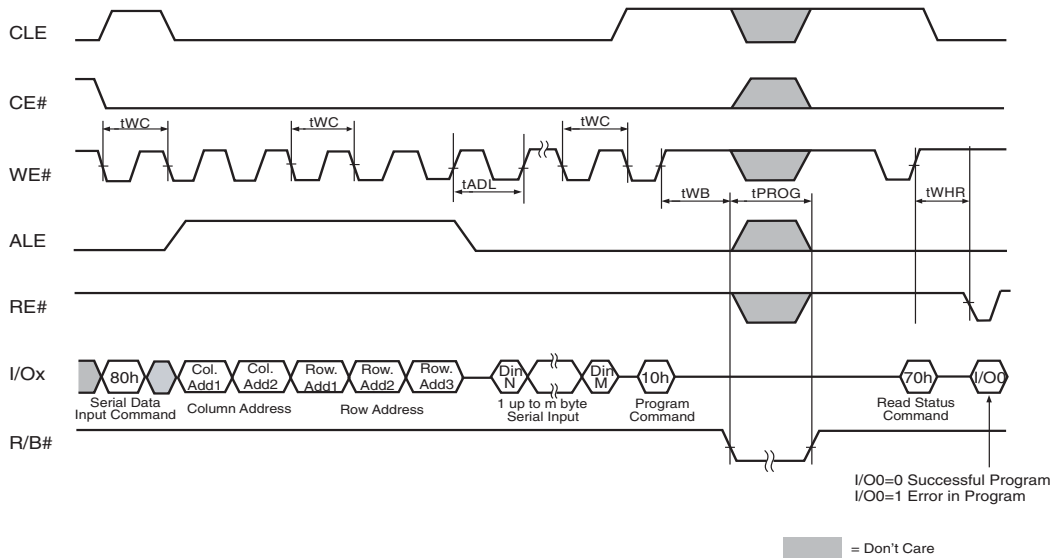 CLE
CE#
tWC
tWC
tWC
WE#
tADL
tWB
tPROG
tWHR
ALE
RE#
I/Ox
80h
Col.
Add1
Col.
Add2
Row.
Add1
Row.
Add2
Row.
Add3
Din
N
Din
M
10h
70h
I/O0
Serial Data
Input Command
Column Address
Row Address
1 up to m byte
Serial Input
Program
Command
Read Status
Command
R/B#
I/O0=0 Successful Program
I/O0=1 Error in Program
= Don't Care